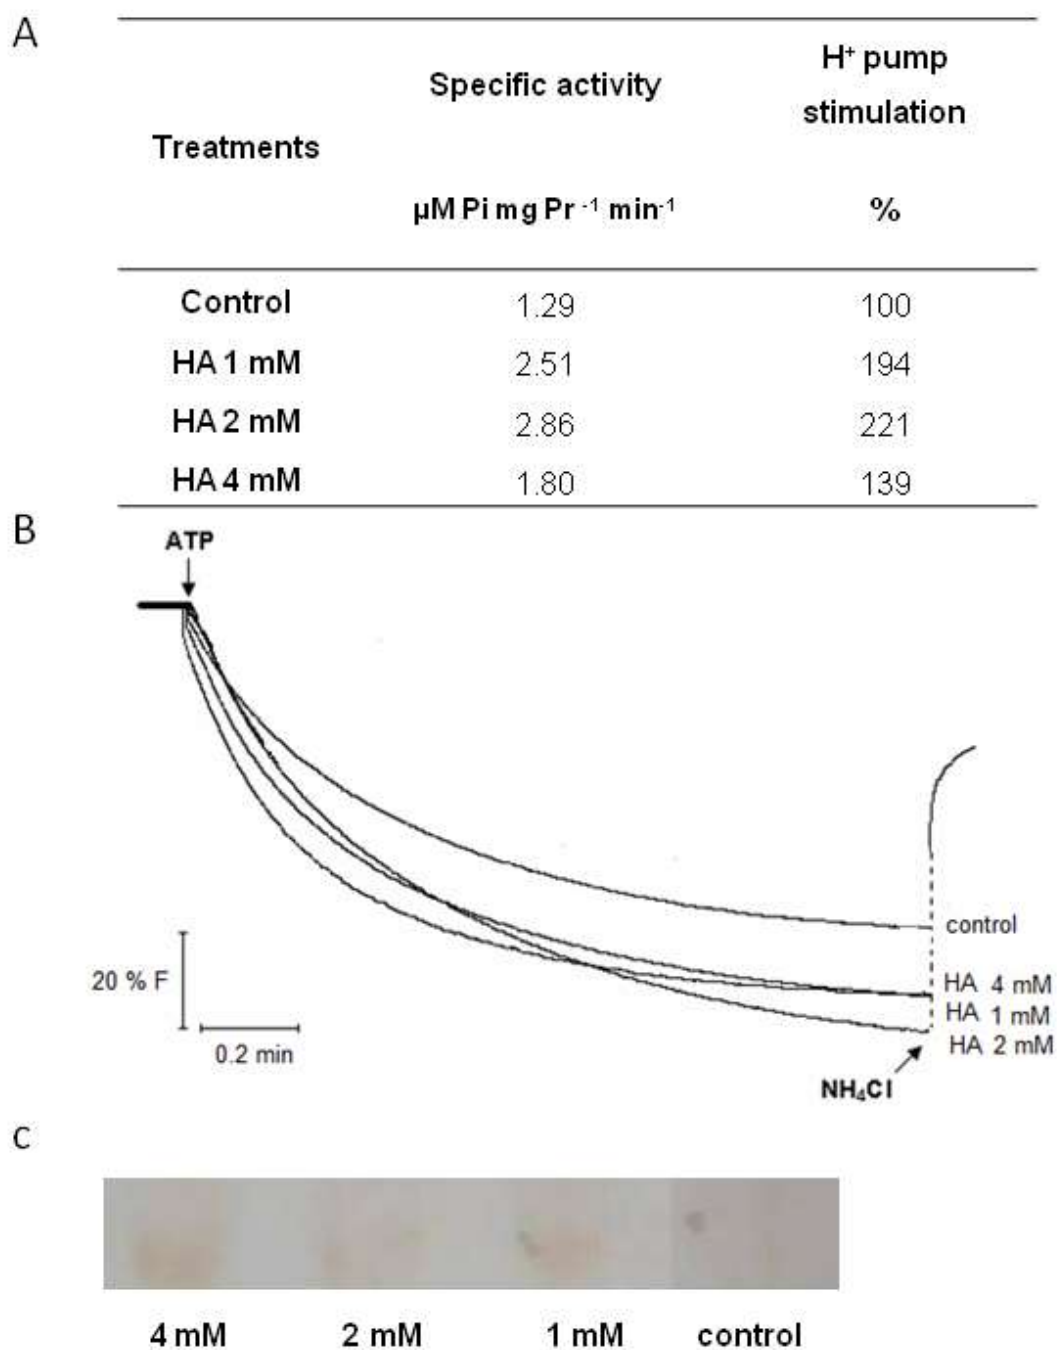 A
Treatments
Specific activity
µM Pi mg Pr -1 min-1
H+ pump
stimulation
%
Control 1.29 100
HA 1 mM 2.51 194
HA 2 mM 2.86 221
HA 4 mM 1.80 139
B
ATP
control
20 % F
HA 4 mM
HA 1 mM
HA 2 mM
0.2 min
NH₄Cl
C
4 mM 2 mM 1 mM control